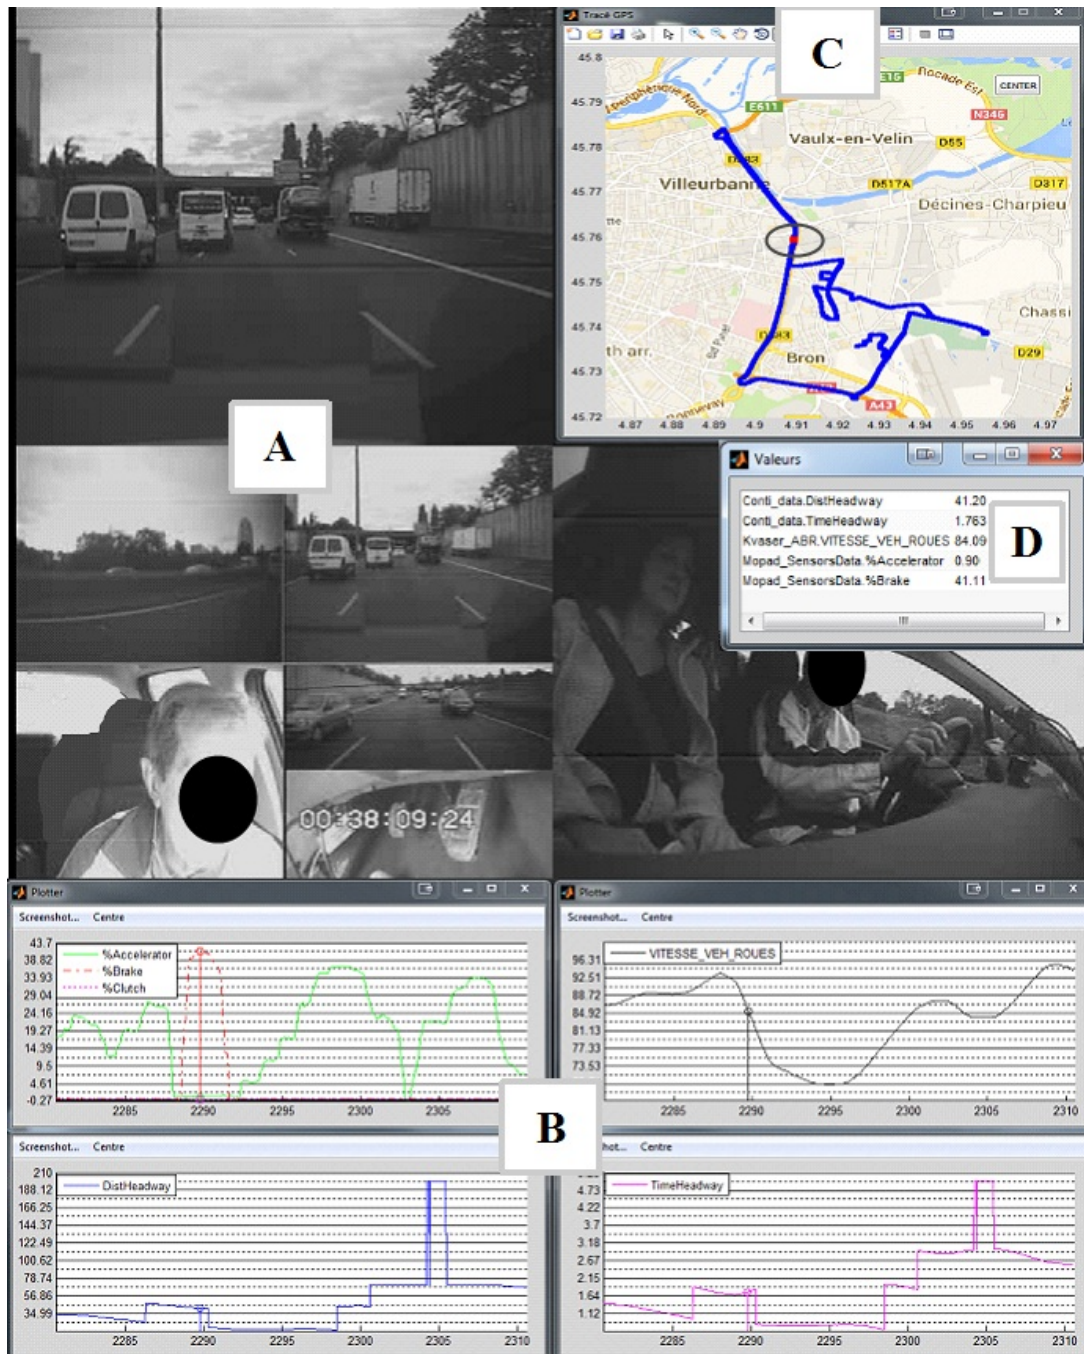 Tracé GPS
C
45.8
45.79
45.78
45.77
45.76
45.75
45.74
45.73
45.72
4.87 4.88 4.89 4.9 4.91 4.92 4.93 4.94 4.95 4.96 4.97
CENTER
E15
Rocade Est
Périphérique Nord
E611
N346
Vaulx-en-Velin
D55
Villeurbanne
D517A
D317
Décines-Charpieu
Chassi
Bron
th arr.
D29
A43
A
Valeurs
Conti_data.DistHeadway 41.20
Conti_data.TimeHeadway 1.763
Kvaser_ABR.VITESSE_VEH_ROUES 84.09
Mopad_SensorsData.%Accelerator 0.90
Mopad_SensorsData.%Brake 41.11
D
00:38:09:24
Plotter
Screenshot... Centre
43.7
38.82
33.93
29.04
24.16
19.27
14.39
9.5
4.61
-0.27
%Accelerator
%Brake
%Clutch
2285 2290 2295 2300 2305
Plotter
Screenshot... Centre
96.31
92.51
88.72
84.92
81.13
77.33
73.53
VITESSE_VEH_ROUES
2285 2290 2295 2300 2305 2310
B
Screenshot... Centre
210
188.12
166.25
144.37
122.49
100.62
78.74
56.86
34.99
DistHeadway
2285 2290 2295 2300 2305 2310
hot... Centre
4.73
4.22
3.7
3.18
2.67
2.15
1.64
1.12
TimeHeadway
2285 2290 2295 2300 2305 2310